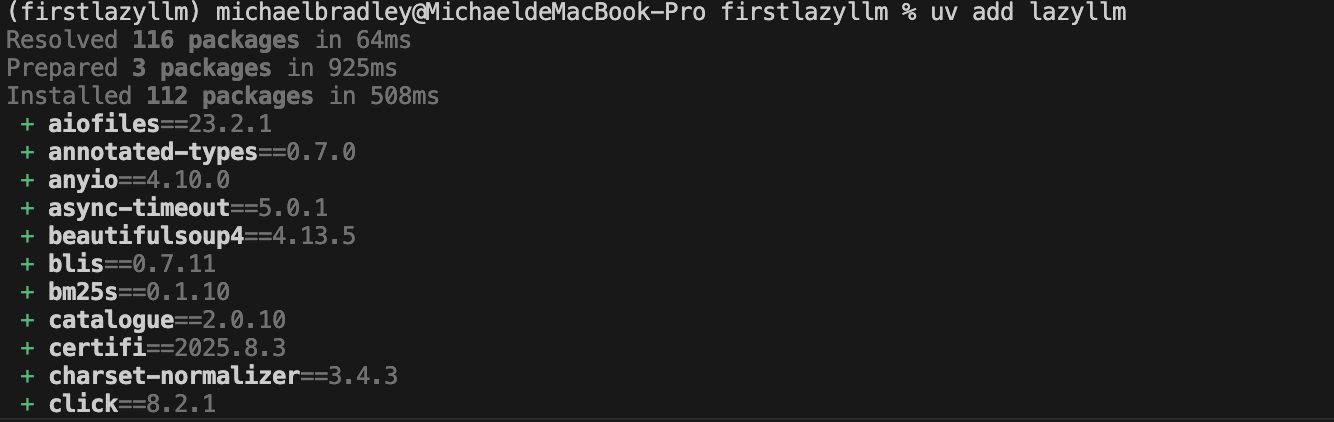 (firstlazyllm) michaelbradley@MichaeldeMacBook-Pro firstlazyllm % uv add lazyllm
Resolved 116 packages in 64ms
Prepared 3 packages in 925ms
Installed 112 packages in 508ms
+ aiofiles==23.2.1
+ annotated-types==0.7.0
+ anyio==4.10.0
+ async-timeout==5.0.1
+ beautifulsoup4==4.13.5
+ blis==0.7.11
+ bm25s==0.1.10
+ catalogue==2.0.10
+ certifi==2025.8.3
+ charset-normalizer==3.4.3
+ click==8.2.1